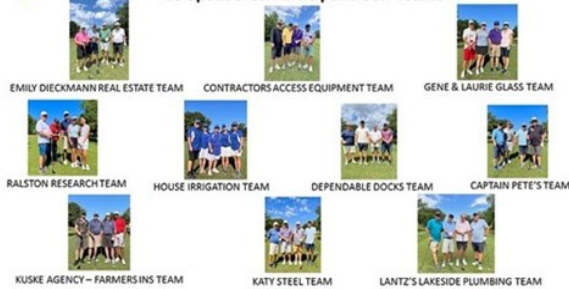 EMILY DIECKMANN REAL ESTATE TEAM
CONTRACTORS ACCESS EQUIPMENT TEAM
GENE & LAURIE GLASS TEAM
RALSTON RESEARCH TEAM
HOUSE IRRIGATION TEAM
DEPENDABLE DOCKS TEAM
CAPTAIN PETE'S TEAM
KUSKE AGENCY – FARMERS INS TEAM
KATY STEEL TEAM
LANTZ'S LAKESIDE PLUMBING TEAM